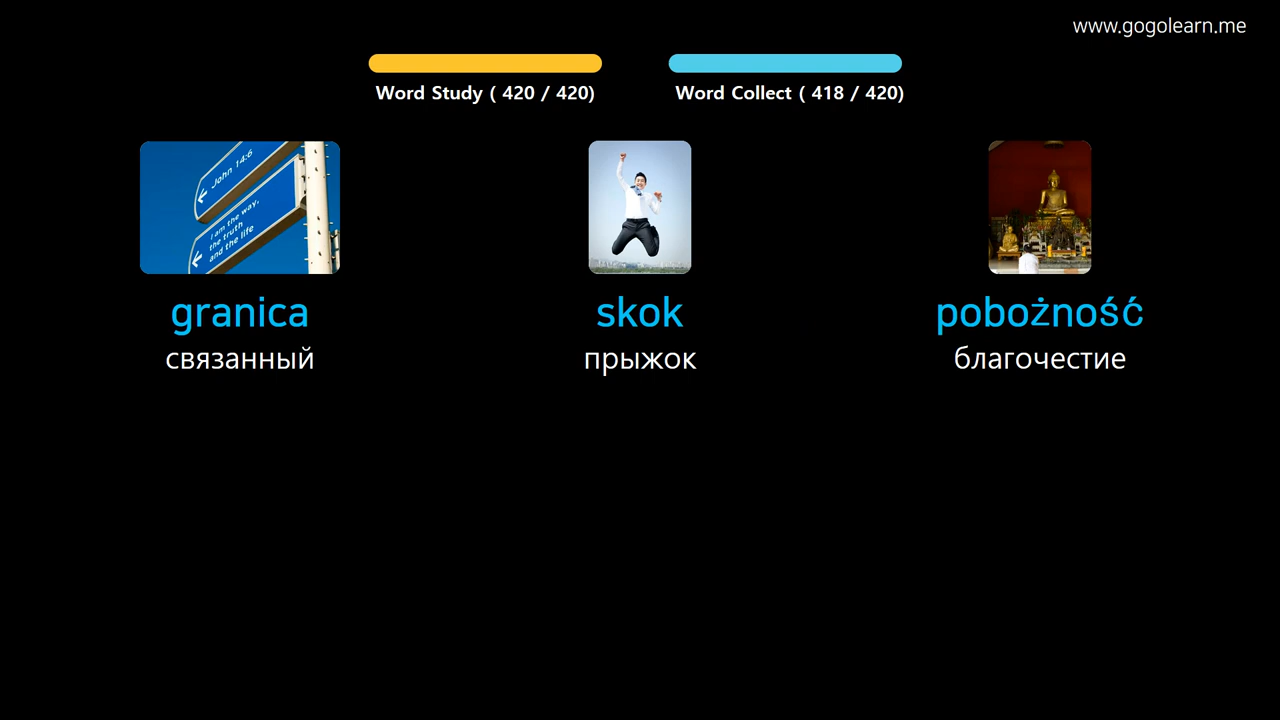 www.gogolearn.me
Word Study ( 420 / 420)
Word Collect ( 418 / 420)
John 14:6
I am the way,
the truth
and the life
granica
skok
pobożność
связанный
прыжок
благочестие